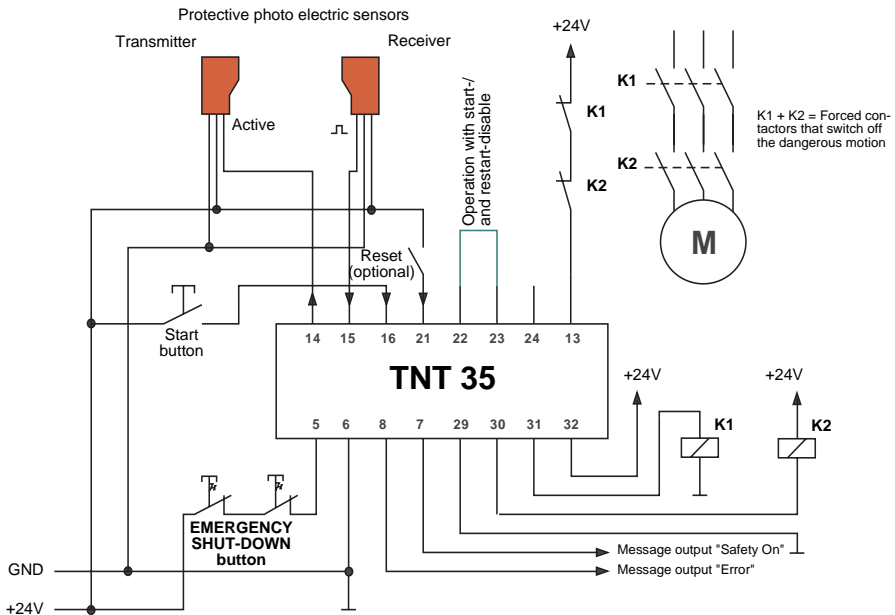 Protective photo electric sensors
Transmitter
Receiver
Active
+24V
K1
K2
K1
K2
K1 + K2 = Forced con-
tactors that switch off
the dangerous motion
M
Operation with start-/
and restart-disable
Reset
(optional)
Start
button
14 15 16 21 22 23 24 13
TNT 35
5 6 8 7 29 30 31 32
+24V
+24V
K1
K2
EMERGENCY
SHUT-DOWN
button
Message output "Safety On"
Message output "Error"
GND
+24V